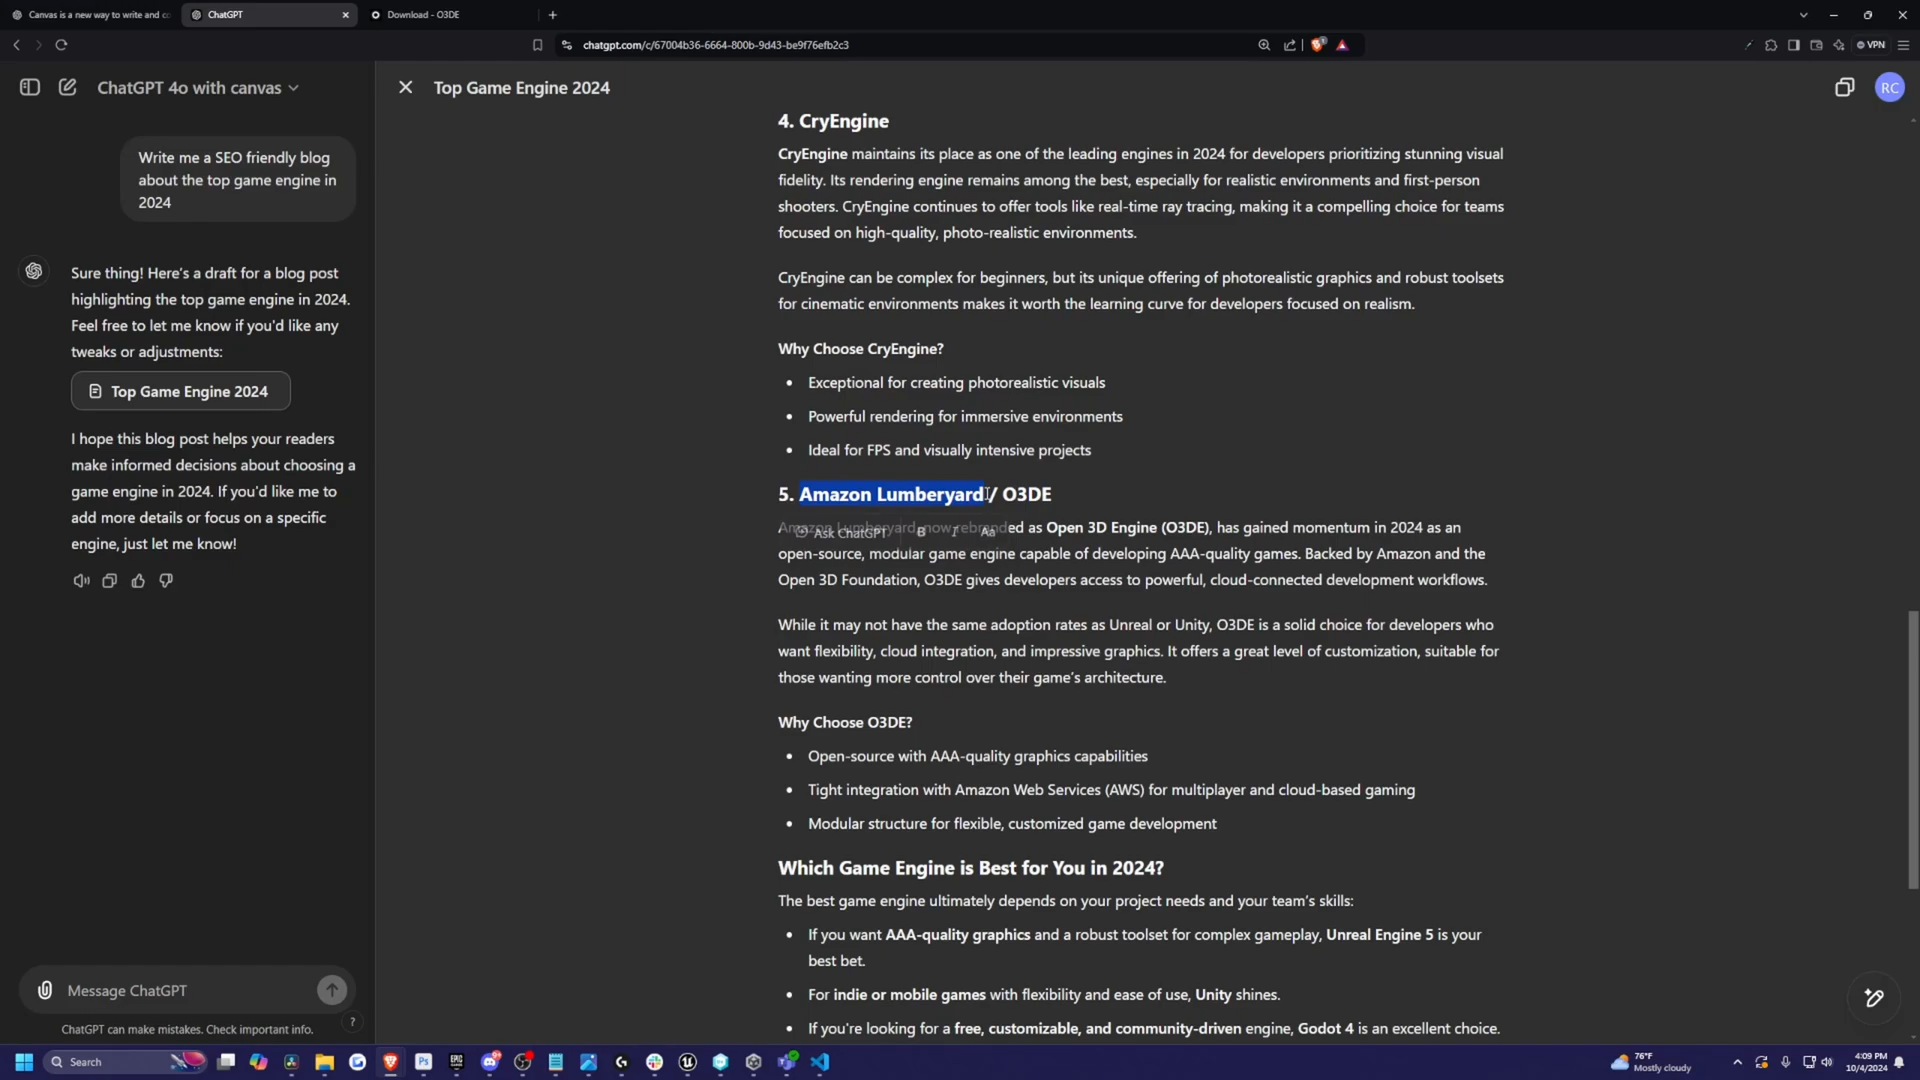 Canvas is a new way to write and co
ChatGPT
Download - O3DE
chatgpt.com/c/67004b36-6664-800b-9d43-be9f76efb2c3
VPN
ChatGPT 4o with canvas
Top Game Engine 2024
RC
Write me a SEO friendly blog
about the top game engine in
2024
Sure thing! Here's a draft for a blog post
highlighting the top game engine in 2024.
Feel free to let me know if you'd like any
tweaks or adjustments:
Top Game Engine 2024
I hope this blog post helps your readers
make informed decisions about choosing a
game engine in 2024. If you'd like me to
add more details or focus on a specific
engine, just let me know!
Message ChatGPT
ChatGPT can make mistakes. Check important info.
?
4. CryEngine
CryEngine maintains its place as one of the leading engines in 2024 for developers prioritizing stunning visual
fidelity. Its rendering engine remains among the best, especially for realistic environments and first-person
shooters. CryEngine continues to offer tools like real-time ray tracing, making it a compelling choice for teams
focused on high-quality, photo-realistic environments.
CryEngine can be complex for beginners, but its unique offering of photorealistic graphics and robust toolsets
for cinematic environments makes it worth the learning curve for developers focused on realism.
Why Choose CryEngine?
• Exceptional for creating photorealistic visuals
• Powerful rendering for immersive environments
• Ideal for FPS and visually intensive projects
5. Amazon Lumberyard / O3DE
Amazon Lumberyard, now rebranded as Open 3D Engine (O3DE), has gained momentum in 2024 as an
Ask ChatGPT B I Aa
open-source, modular game engine capable of developing AAA-quality games. Backed by Amazon and the
Open 3D Foundation, O3DE gives developers access to powerful, cloud-connected development workflows.
While it may not have the same adoption rates as Unreal or Unity, O3DE is a solid choice for developers who
want flexibility, cloud integration, and impressive graphics. It offers a great level of customization, suitable for
those wanting more control over their game's architecture.
Why Choose O3DE?
• Open-source with AAA-quality graphics capabilities
• Tight integration with Amazon Web Services (AWS) for multiplayer and cloud-based gaming
• Modular structure for flexible, customized game development
Which Game Engine is Best for You in 2024?
The best game engine ultimately depends on your project needs and your team's skills:
• If you want AAA-quality graphics and a robust toolset for complex gameplay, Unreal Engine 5 is your
best bet.
• For indie or mobile games with flexibility and ease of use, Unity shines.
• If you're looking for a free, customizable, and community-driven engine, Godot 4 is an excellent choice.
Search
76°F
Mostly cloudy
4:09 PM
10/4/2024